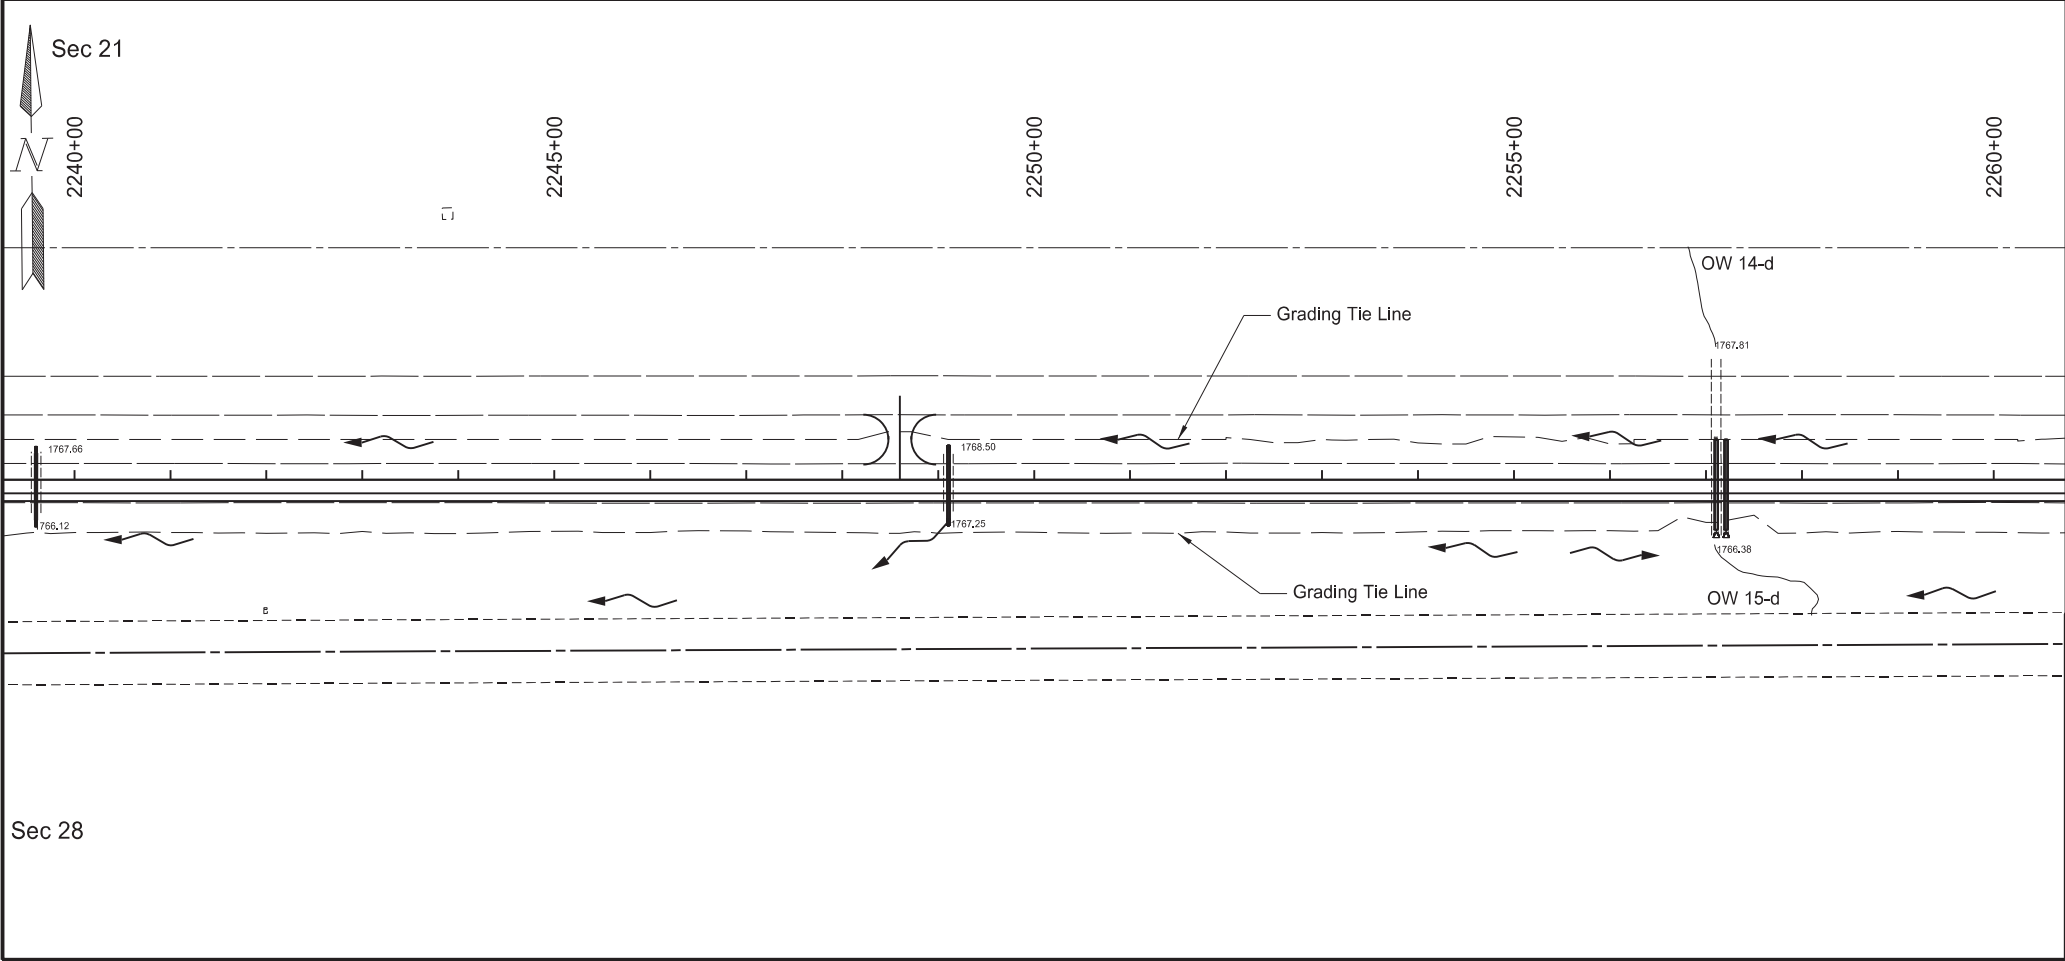 Sec 21
N
2240+00
2245+00
2250+00
2255+00
2260+00
OW 14-d
Grading Tie Line
1767.81
1767.66
1768.50
766.12
1767.25
1766.38
Grading Tie Line
OW 15-d
Sec 28